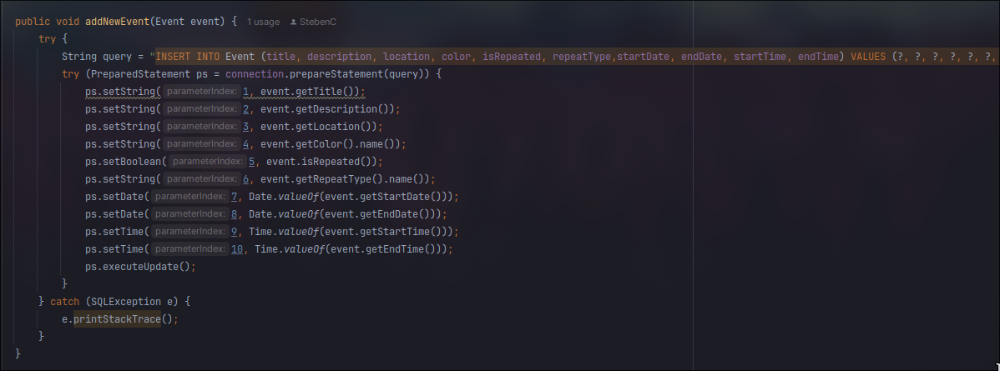 public void addNewEvent(Event event) { 1 usage StebenC
try {
String query = "INSERT INTO Event (title, description, location, color, isRepeated, repeatType,startDate, endDate, startTime, endTime) VALUES (?, ?, ?, ?, ?, ?,
try (PreparedStatement ps = connection.prepareStatement(query)) {
ps.setString( parameterIndex: 1, event.getTitle());
ps.setString( parameterIndex: 2, event.getDescription());
ps.setString( parameterIndex: 3, event.getLocation());
ps.setString( parameterIndex: 4, event.getColor().name());
ps.setBoolean( parameterIndex: 5, event.isRepeated());
ps.setString( parameterIndex: 6, event.getRepeatType().name());
ps.setDate( parameterIndex: 7, Date.valueOf(event.getStartDate()));
ps.setDate( parameterIndex: 8, Date.valueOf(event.getEndDate()));
ps.setTime( parameterIndex: 9, Time.valueOf(event.getStartTime()));
ps.setTime( parameterIndex: 10, Time.valueOf(event.getEndTime()));
ps.executeUpdate();
}
} catch (SQLException e) {
e.printStackTrace();
}
}